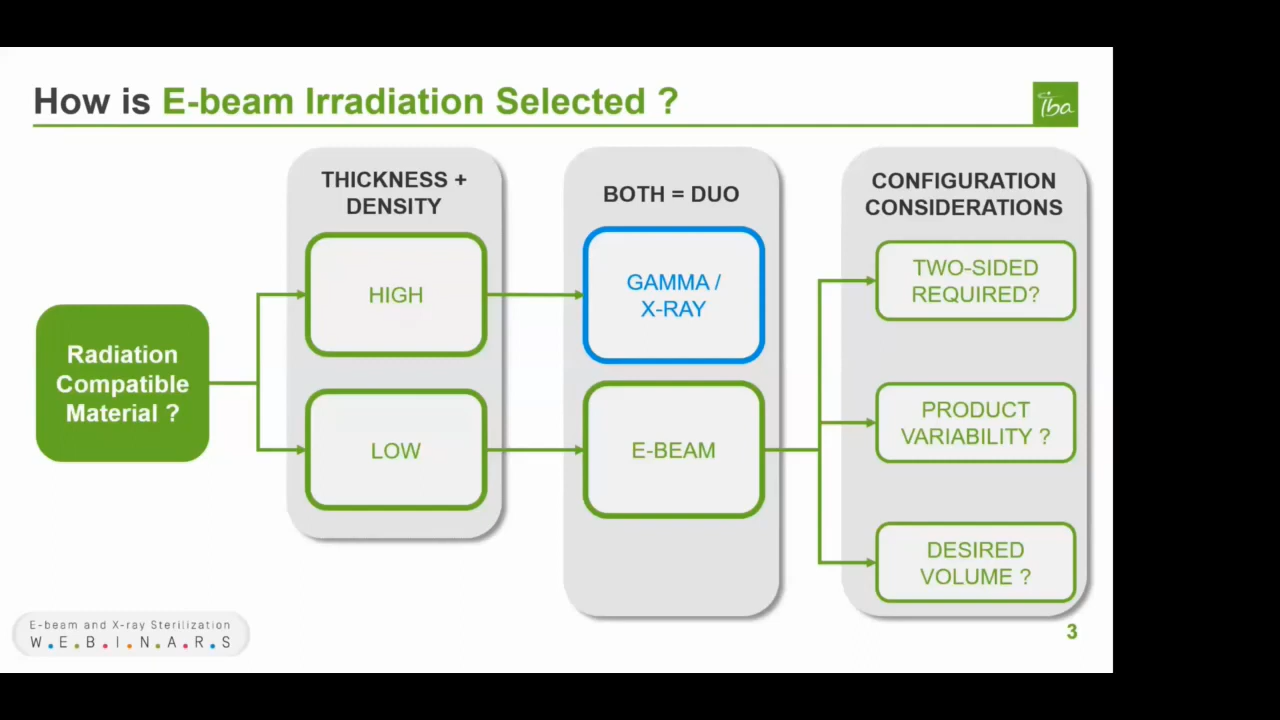 How is E-beam Irradiation Selected ?
iba
THICKNESS +
DENSITY
BOTH = DUO
CONFIGURATION
CONSIDERATIONS
Radiation
Compatible
Material ?
HIGH
LOW
GAMMA /
X-RAY
E-BEAM
TWO-SIDED
REQUIRED?
PRODUCT
VARIABILITY ?
DESIRED
VOLUME ?
E-beam and X-ray Sterilization
W.E.B.I.N.A.R.S
3